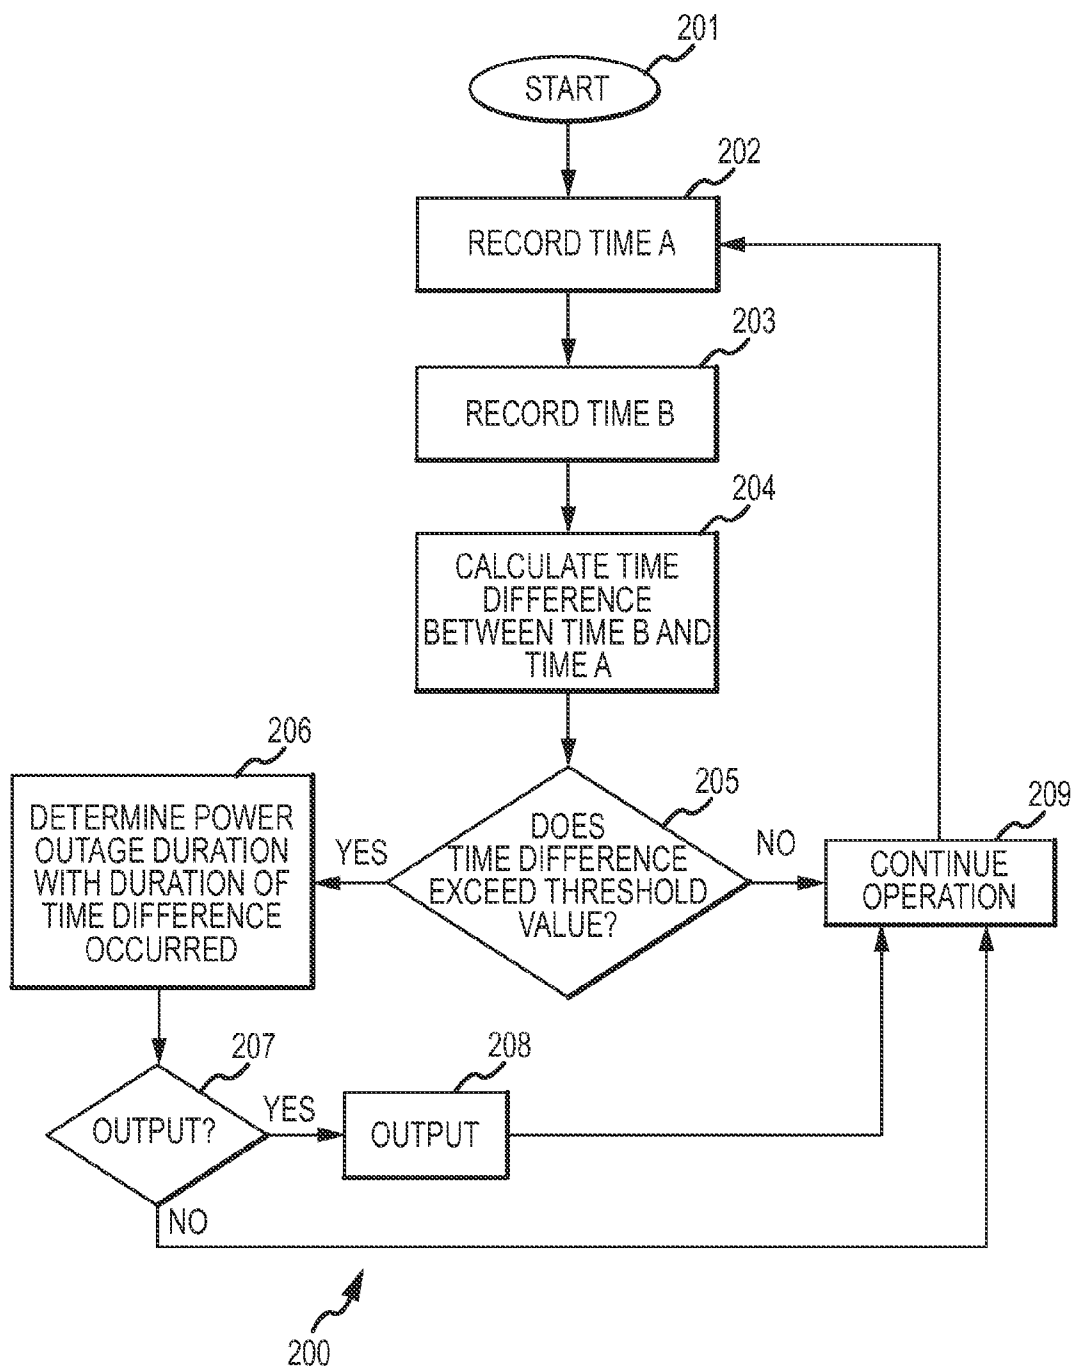 201
START
202
RECORD TIME A
203
RECORD TIME B
204
CALCULATE TIME
DIFFERENCE
BETWEEN TIME B AND
TIME A
206
DETERMINE POWER
OUTAGE DURATION
WITH DURATION OF
TIME DIFFERENCE
OCCURRED
YES
205
DOES
TIME DIFFERENCE
EXCEED THRESHOLD
VALUE?
NO
209
CONTINUE
OPERATION
207
OUTPUT?
YES
208
OUTPUT
NO
200